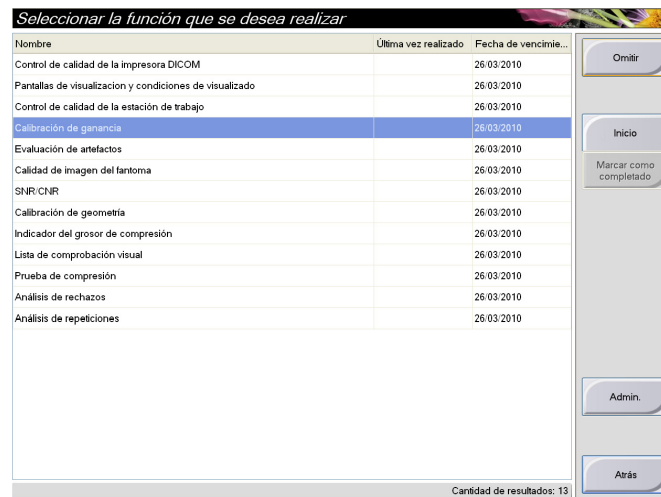 Seleccionar la función que se desea realizar
Nombre Última vez realizado Fecha de vencimie...
Control de calidad de la impresora DICOM 26/03/2010
Pantallas de visualizacion y condiciones de visualizado 26/03/2010
Control de calidad de la estación de trabajo 26/03/2010
Calibración de ganancia 26/03/2010
Evaluación de artefactos 26/03/2010
Calidad de imagen del fantoma 26/03/2010
SNR/CNR 26/03/2010
Calibración de geometría 26/03/2010
Indicador del grosor de compresión 26/03/2010
Lista de comprobación visual 26/03/2010
Prueba de compresión 26/03/2010
Análisis de rechazos 26/03/2010
Análisis de repeticiones 26/03/2010
Cantidad de resultados: 13
Omitir
Inicio
Marcar como
completado
Admin.
Atrás